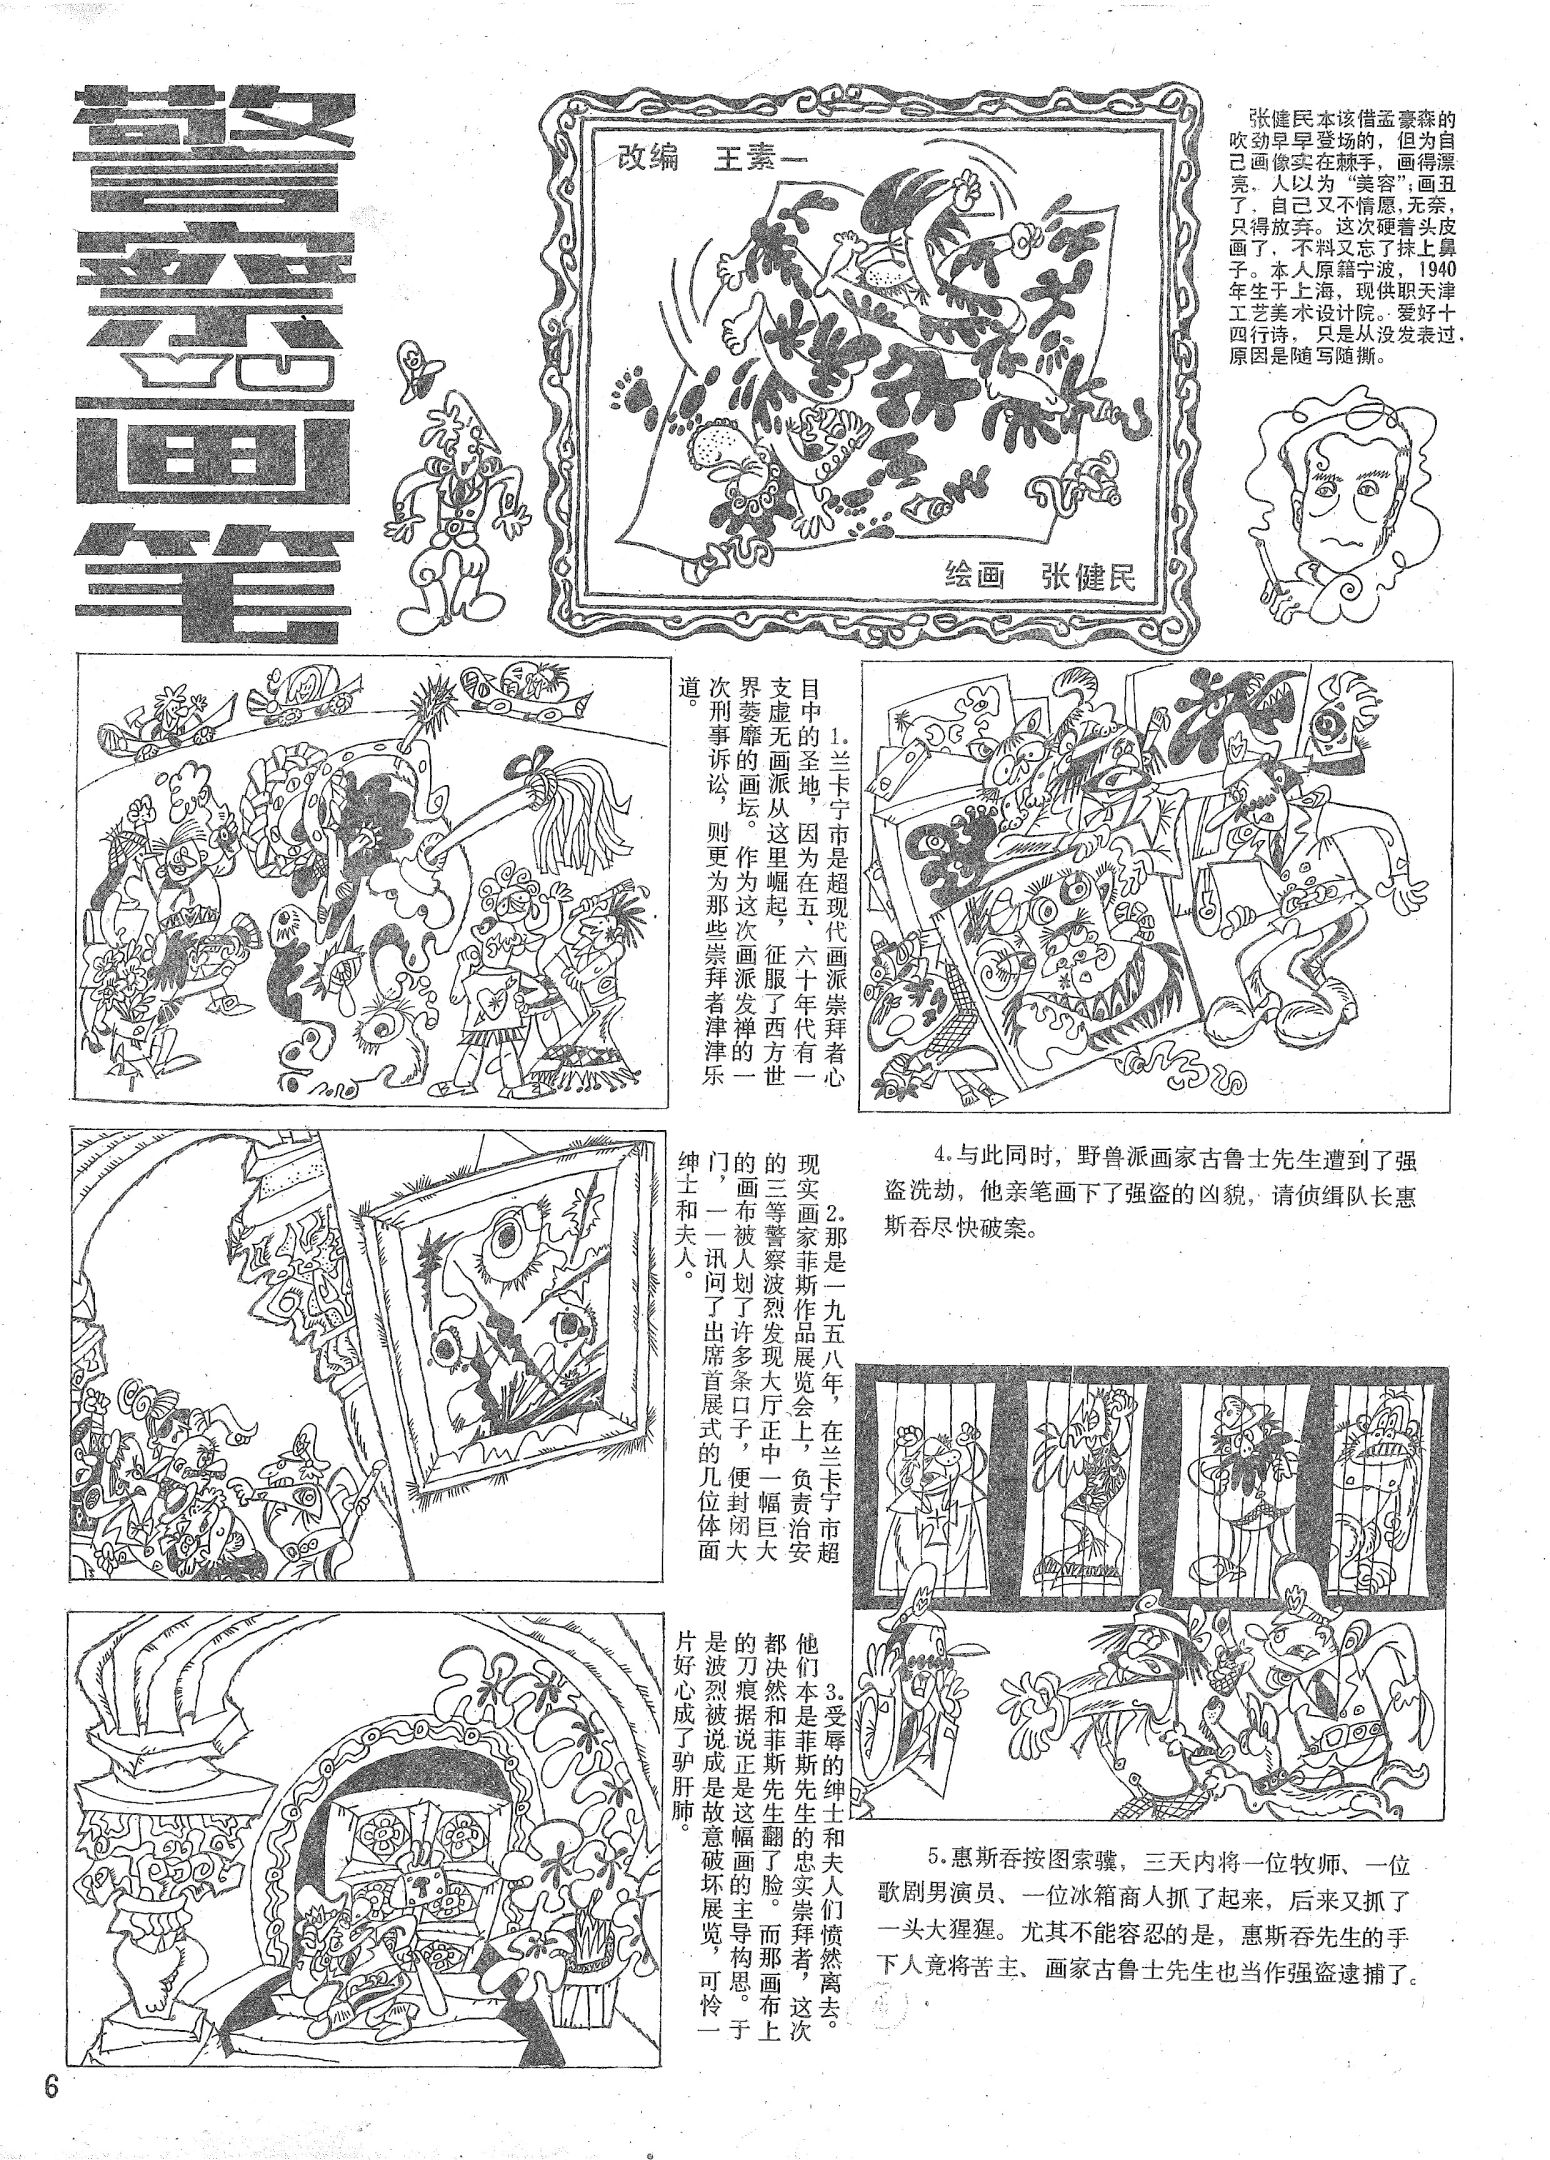 警察
YU
画笔
改编　王素一
绘画　张健民
张健民本该借孟豪森的
吹劲早早登场的，但为自
己画像实在棘手，画得漂
亮，人以为“美容”；画丑
了，自己又不情愿，无奈，
只得放弃。这次硬着头皮
画了，不料又忘了抹上鼻
子。本人原籍宁波，1940
年生于上海，现供职天津
工艺美术设计院。爱好十
四行诗，只是从没发表过，
原因是随写随撕。
1.兰卡宁市是超现代画派崇拜者心
目中的圣地，因为在五、六十年代有一
支虚无画派从这里崛起，征服了西方世
界萎靡的画坛。作为这次画派发禅的一
次刑事诉讼，则更为那些崇拜者津津乐
道。
2.那是一九五八年，在兰卡宁市超
现实画家菲斯作品展览会上，负责治安
的三等警察波烈发现大厅正中一幅巨大
的画布被人划了许多条口子，便封闭大
门，一一讯问了出席首展式的几位体面
绅士和夫人。
3.受辱的绅士和夫人们愤然离去。
他们本是菲斯先生的忠实崇拜者，这次
都决然和菲斯先生翻了脸。而那画布上
的刀痕据说正是这幅画的主导构思。于
是波烈被说成是故意破坏展览，可怜一
片好心成了驴肝肺。
4.与此同时，野兽派画家古鲁士先生遭到了强
盗洗劫，他亲笔画下了强盗的凶貌，请侦缉队长惠
斯吞尽快破案。
5.惠斯吞按图索骥，三天内将一位牧师、一位
歌剧男演员、一位冰箱商人抓了起来，后来又抓了
一头大猩猩。尤其不能容忍的是，惠斯吞先生的手
下人竟将苦主、画家古鲁士先生也当作强盗逮捕了。
6